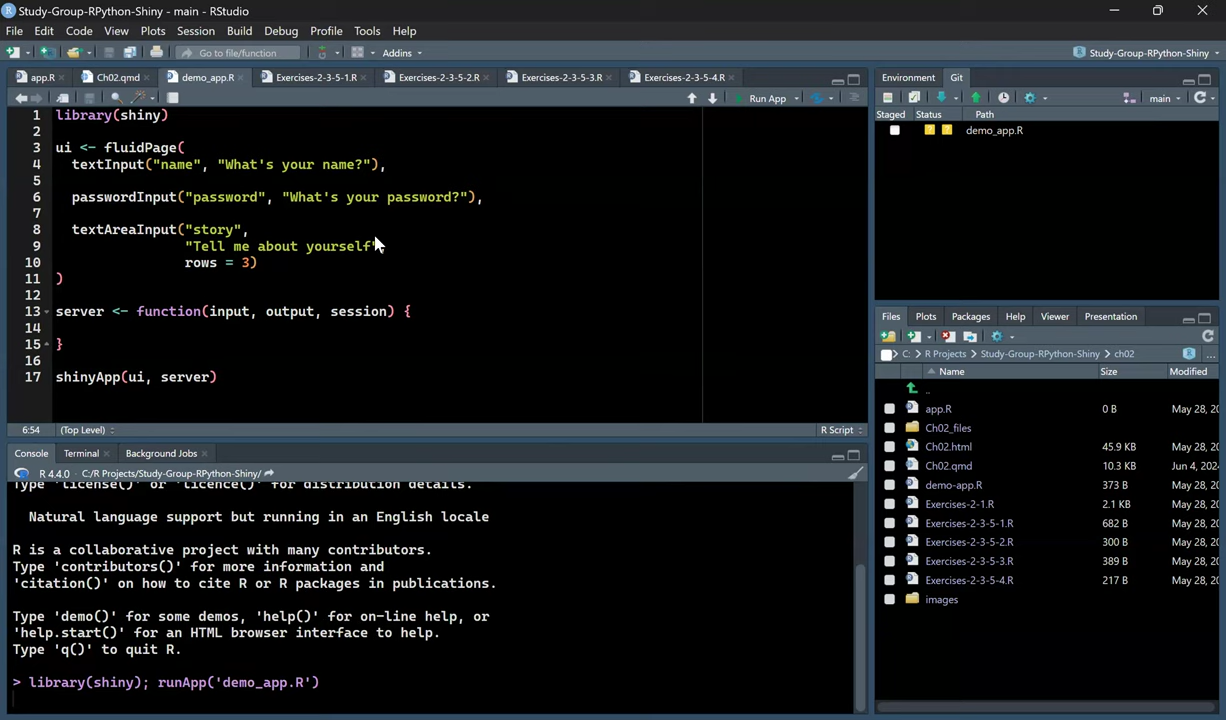 Study-Group-RPython-Shiny - main - RStudio
File Edit Code View Plots Session Build Debug Profile Tools Help
Go to file/function Addins Study-Group-RPython-Shiny
app.R Ch02.qmd demo_app.R Exercises-2-3-5-1.R Exercises-2-3-5-2.R Exercises-2-3-5-3.R Exercises-2-3-5-4.R
Run App
1 library(shiny)
2
3 ui <- fluidPage(
4 textInput("name", "What's your name?"),
5
6 passwordInput("password", "What's your password?"),
7
8 textAreaInput("story",
9 "Tell me about yourself",
10 rows = 3)
11 )
12
13 server <- function(input, output, session) {
14
15 }
16
17 shinyApp(ui, server)
6:54 (Top Level) R Script
Console Terminal Background Jobs
R 4.4.0 · C:/R Projects/Study-Group-RPython-Shiny/
Type 'license()' or 'licence()' for distribution details.
Natural language support but running in an English locale
R is a collaborative project with many contributors.
Type 'contributors()' for more information and
'citation()' on how to cite R or R packages in publications.
Type 'demo()' for some demos, 'help()' for on-line help, or
'help.start()' for an HTML browser interface to help.
Type 'q()' to quit R.
> library(shiny); runApp('demo_app.R')
Environment Git
main
Staged Status Path
? ? demo_app.R
Files Plots Packages Help Viewer Presentation
C: > R Projects > Study-Group-RPython-Shiny > ch02 R ...
Name Size Modified
..
app.R 0 B May 28, 20
Ch02_files
Ch02.html 45.9 KB May 28, 20
Ch02.qmd 10.3 KB Jun 4, 202
demo-app.R 373 B May 28, 20
Exercises-2-1.R 2.1 KB May 28, 20
Exercises-2-3-5-1.R 682 B May 28, 20
Exercises-2-3-5-2.R 300 B May 28, 20
Exercises-2-3-5-3.R 389 B May 28, 20
Exercises-2-3-5-4.R 217 B May 28, 20
images